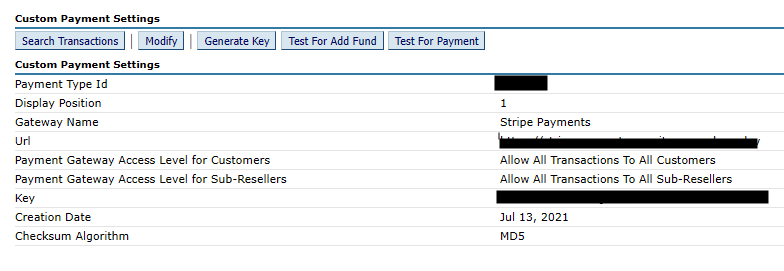 Custom Payment Settings
Search Transactions Modify Generate Key Test For Add Fund Test For Payment
Custom Payment Settings
Payment Type Id
Display Position 1
Gateway Name Stripe Payments
Url
Payment Gateway Access Level for Customers Allow All Transactions To All Customers
Payment Gateway Access Level for Sub-Resellers Allow All Transactions To All Sub-Resellers
Key
Creation Date Jul 13, 2021
Checksum Algorithm MD5